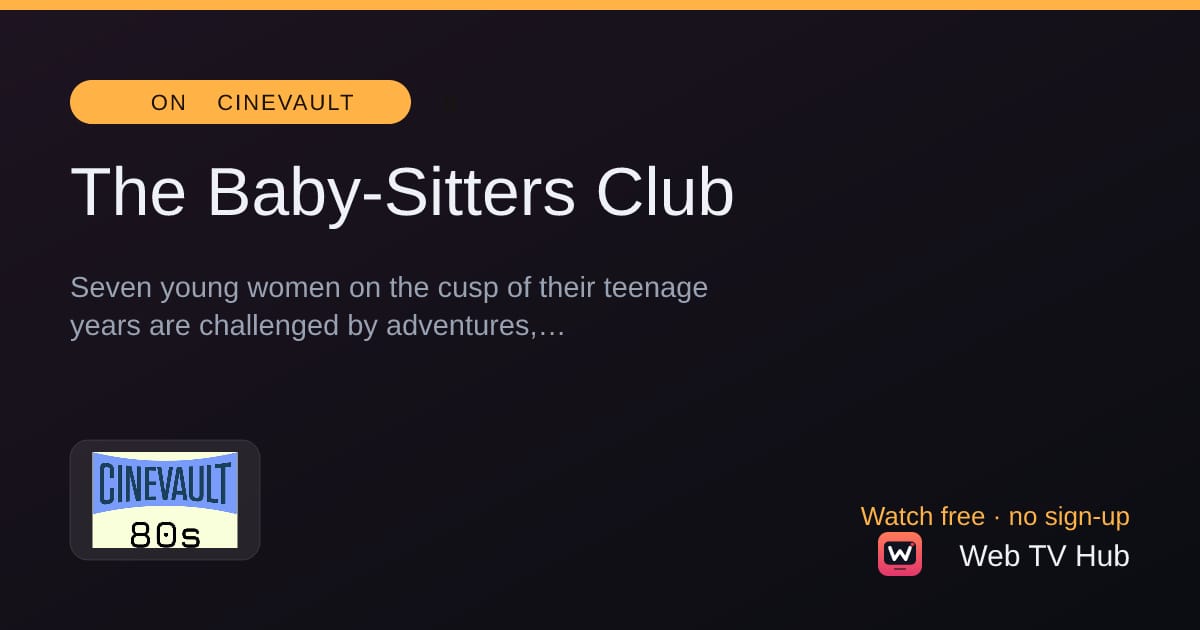 ON CINEVAULT
The Baby-Sitters Club
Seven young women on the cusp of their teenage
years are challenged by adventures,…
CINEVAULT
80s
Watch free · no sign-up
W
Web TV Hub